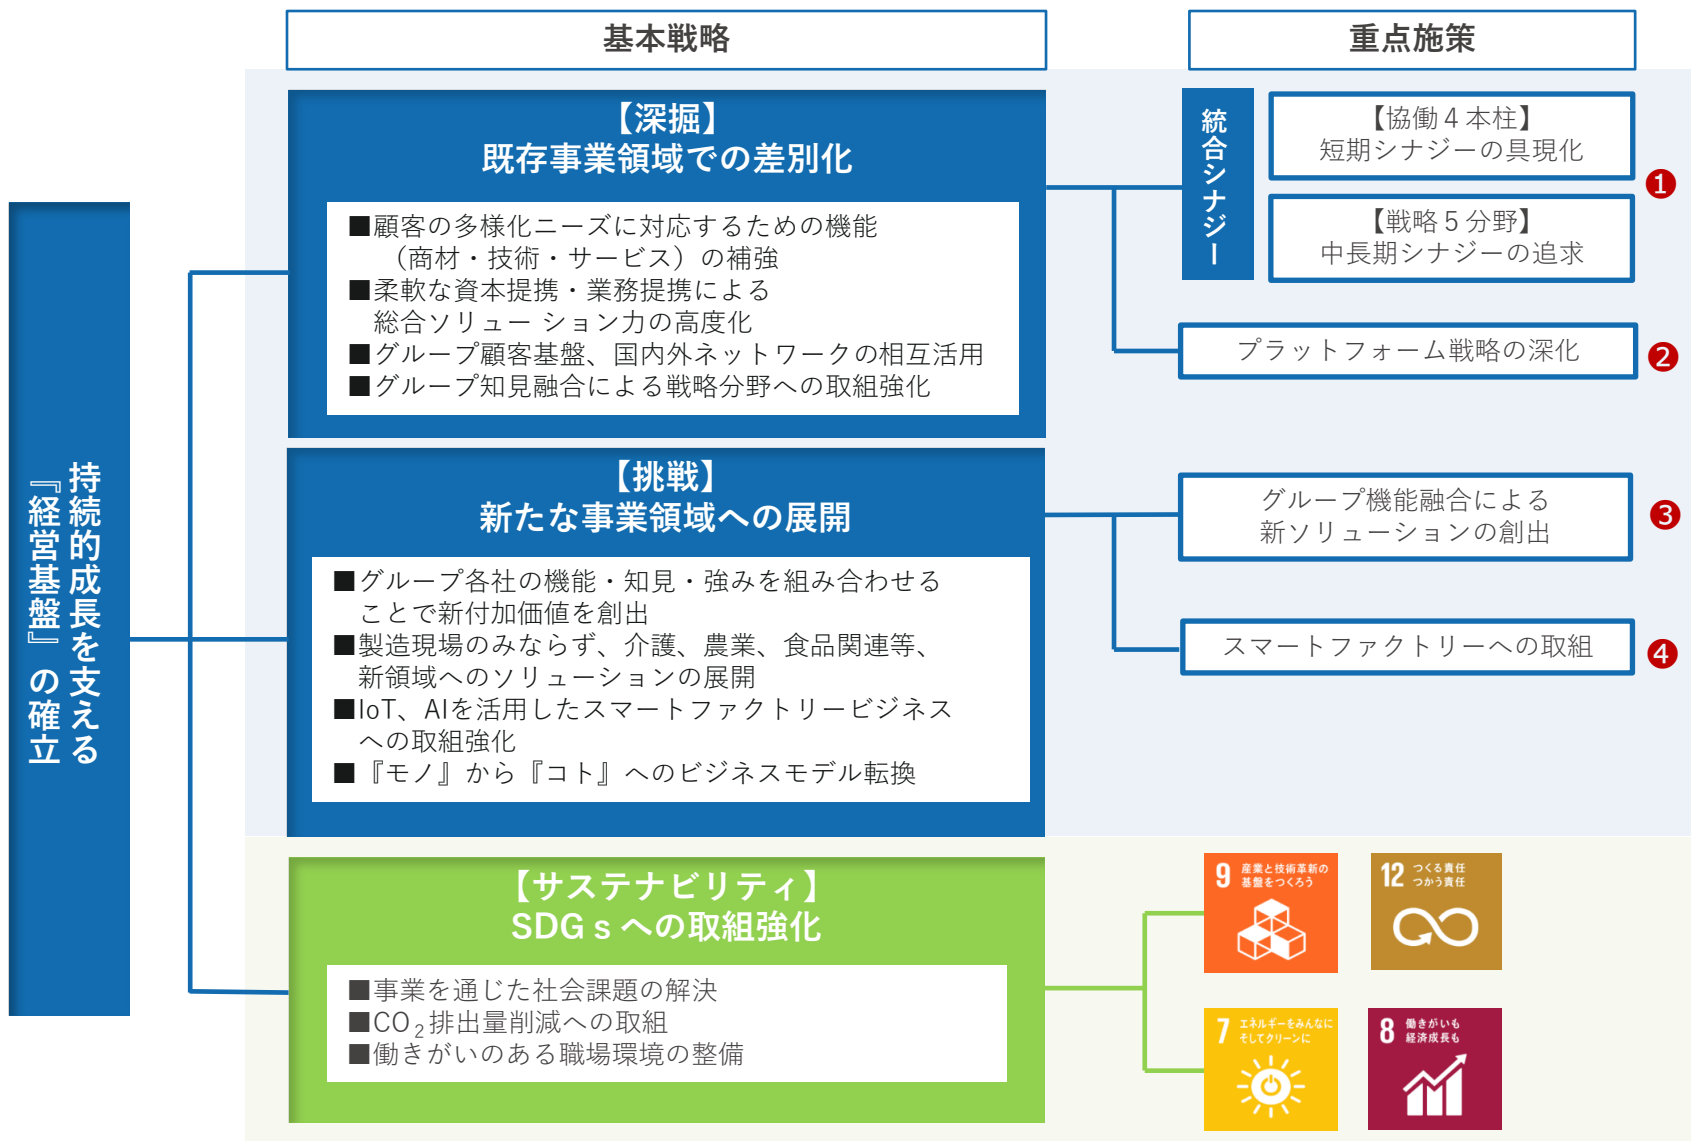 基本戦略
重点施策
持続的成長を支える
『経営基盤』の確立
【深掘】
既存事業領域での差別化
■顧客の多様化ニーズに対応するための機能
（商材・技術・サービス）の補強
■柔軟な資本提携・業務提携による
総合ソリュー ション力の高度化
■グループ顧客基盤、国内外ネットワークの相互活用
■グループ知見融合による戦略分野への取組強化
統合シナジー
【協働４本柱】
短期シナジーの具現化
【戦略５分野】
中長期シナジーの追求
❶
プラットフォーム戦略の深化
❷
【挑戦】
新たな事業領域への展開
■グループ各社の機能・知見・強みを組み合わせる
ことで新付加価値を創出
■製造現場のみならず、介護、農業、食品関連等、
新領域へのソリューションの展開
■IoT、AIを活用したスマートファクトリービジネス
への取組強化
■『モノ』から『コト』へのビジネスモデル転換
グループ機能融合による
新ソリューションの創出
❸
スマートファクトリーへの取組
❹
【サステナビリティ】
SDGｓへの取組強化
■事業を通じた社会課題の解決
■CO₂排出量削減への取組
■働きがいのある職場環境の整備
9 産業と技術革新の
基盤をつくろう
12 つくる責任
つかう責任
7 エネルギーをみんなに
そしてクリーンに
8 働きがいも
経済成長も